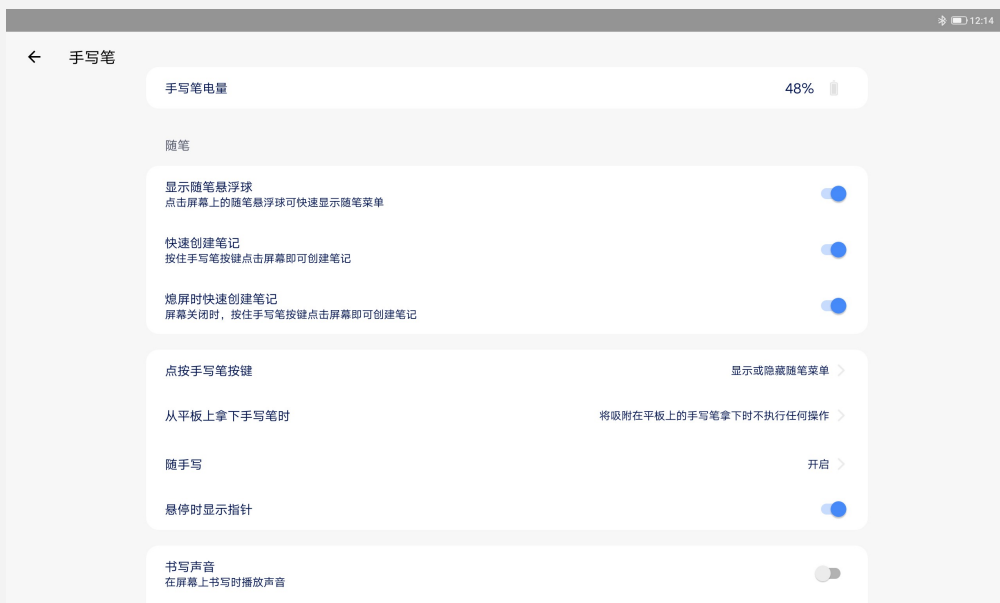 12:14
手写笔
手写笔电量 48%
随笔
显示随笔悬浮球
点击屏幕上的随笔悬浮球可快速显示随笔菜单
快速创建笔记
按住手写笔按键点击屏幕即可创建笔记
熄屏时快速创建笔记
屏幕关闭时，按住手写笔按键点击屏幕即可创建笔记
点按手写笔按键 显示或隐藏随笔菜单
从平板上拿下手写笔时 将吸附在平板上的手写笔拿下时不执行任何操作
随手写 开启
悬停时显示指针
书写声音
在屏幕上书写时播放声音